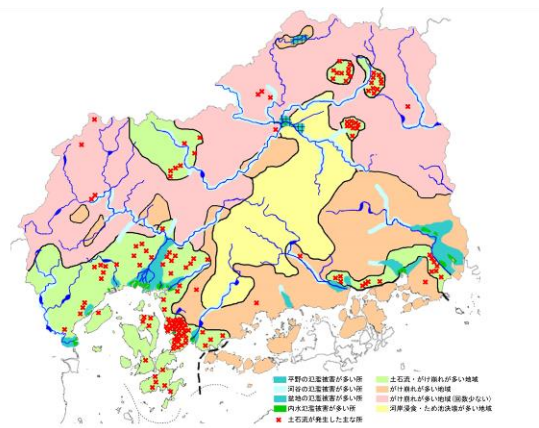 平野の氾濫被害が多い所
河谷の氾濫被害が多い所
盆地の氾濫被害が多い所
内水氾濫被害が多い所
土石流が発生した主な所
土石流・がけ崩れが多い地域
がけ崩れが多い地域
がけ崩れが多い地域(回数少ない)
河岸浸食・ため池決壊が多い地域